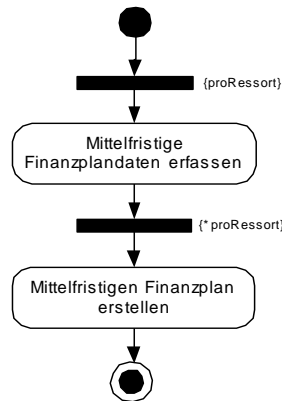 {proRessort}
Mittelfristige
Finanzplandaten erfassen
{* proRessort}
Mittelfristigen Finanzplan
erstellen